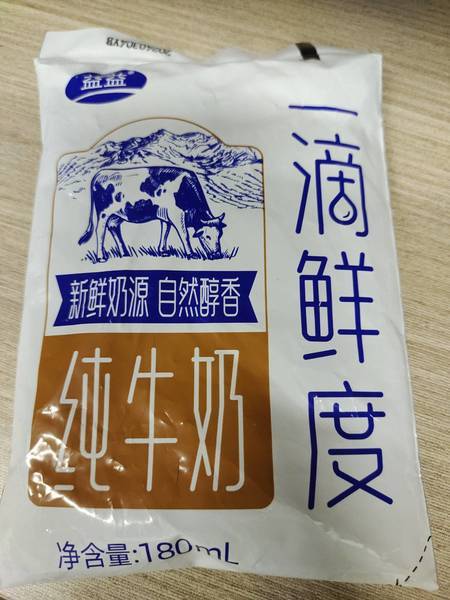 益益
一滴鲜度
新鲜奶源 自然醇香
纯牛奶
净含量:180mL